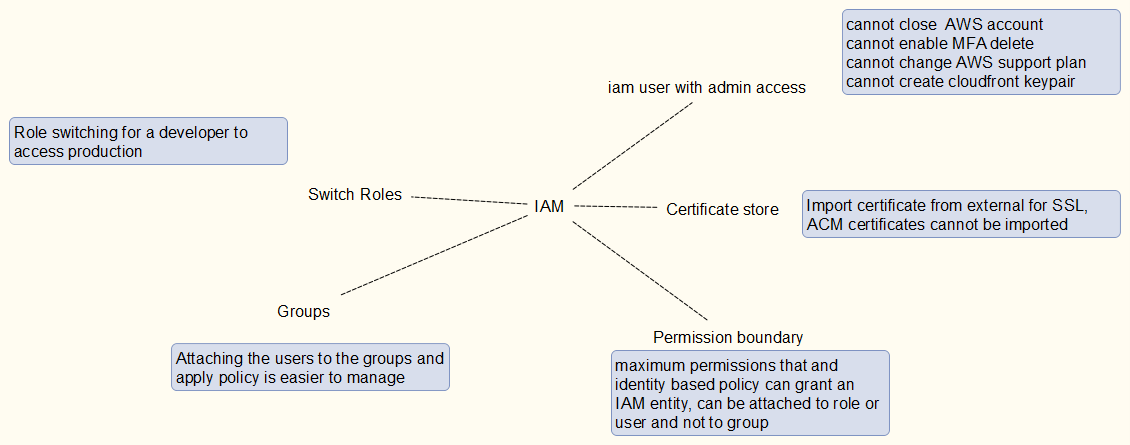 cannot close AWS account
cannot enable MFA delete
cannot change AWS support plan
cannot create cloudfront keypair
iam user with admin access
Role switching for a developer to
access production
Switch Roles
IAM
Certificate store
Import certificate from external for SSL,
ACM certificates cannot be imported
Groups
Attaching the users to the groups and
apply policy is easier to manage
Permission boundary
maximum permissions that and
identity based policy can grant an
IAM entity, can be attached to role or
user and not to group